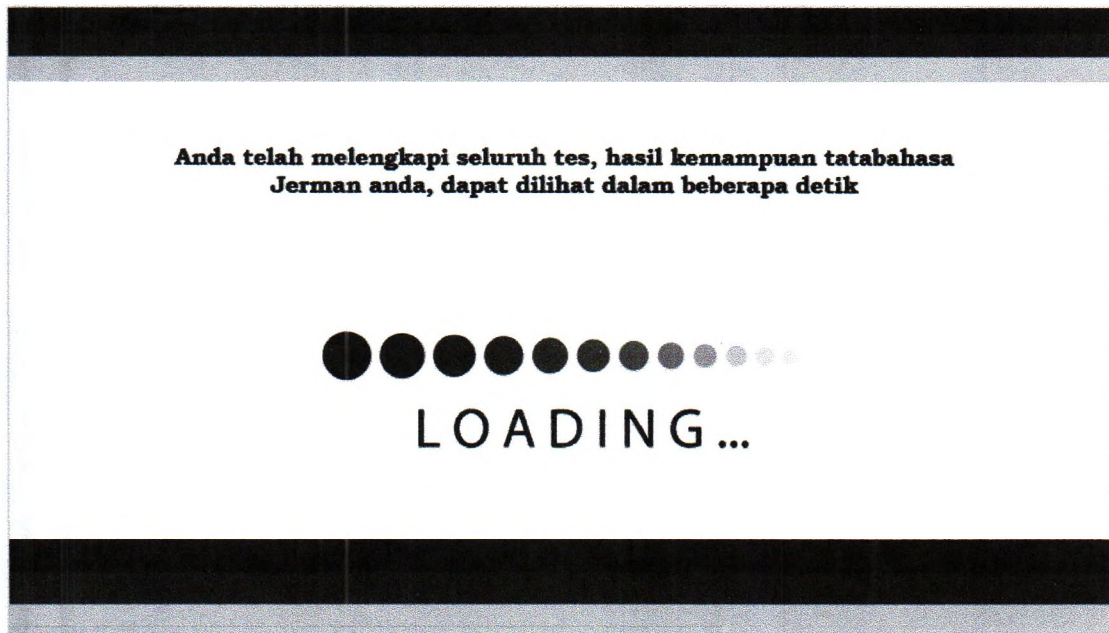 Anda telah melengkapi seluruh tes, hasil kemampuan tatabahasa
Jerman anda, dapat dilihat dalam beberapa detik
LOADING...